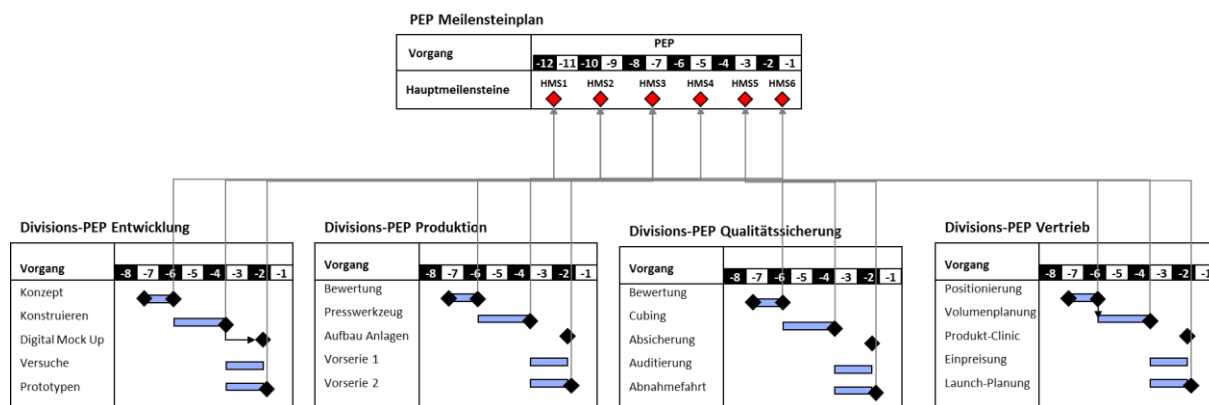 PEP Meilensteinplan
Vorgang
PEP
-12 -11 -10 -9 -8 -7 -6 -5 -4 -3 -2 -1
Hauptmeilensteine
HMS1 HMS2 HMS3 HMS4 HMS5 HMS6
Divisions-PEP Entwicklung
Vorgang
-8 -7 -6 -5 -4 -3 -2 -1
Konzept
Konstruieren
Digital Mock Up
Versuche
Prototypen
Divisions-PEP Produktion
Vorgang
-8 -7 -6 -5 -4 -3 -2 -1
Bewertung
Presswerkzeug
Aufbau Anlagen
Vorserie 1
Vorserie 2
Divisions-PEP Qualitätssicherung
Vorgang
-8 -7 -6 -5 -4 -3 -2 -1
Bewertung
Cubing
Absicherung
Auditierung
Abnahmefahrt
Divisions-PEP Vertrieb
Vorgang
-8 -7 -6 -5 -4 -3 -2 -1
Positionierung
Volumenplanung
Produkt-Clinic
Einpreisung
Launch-Planung